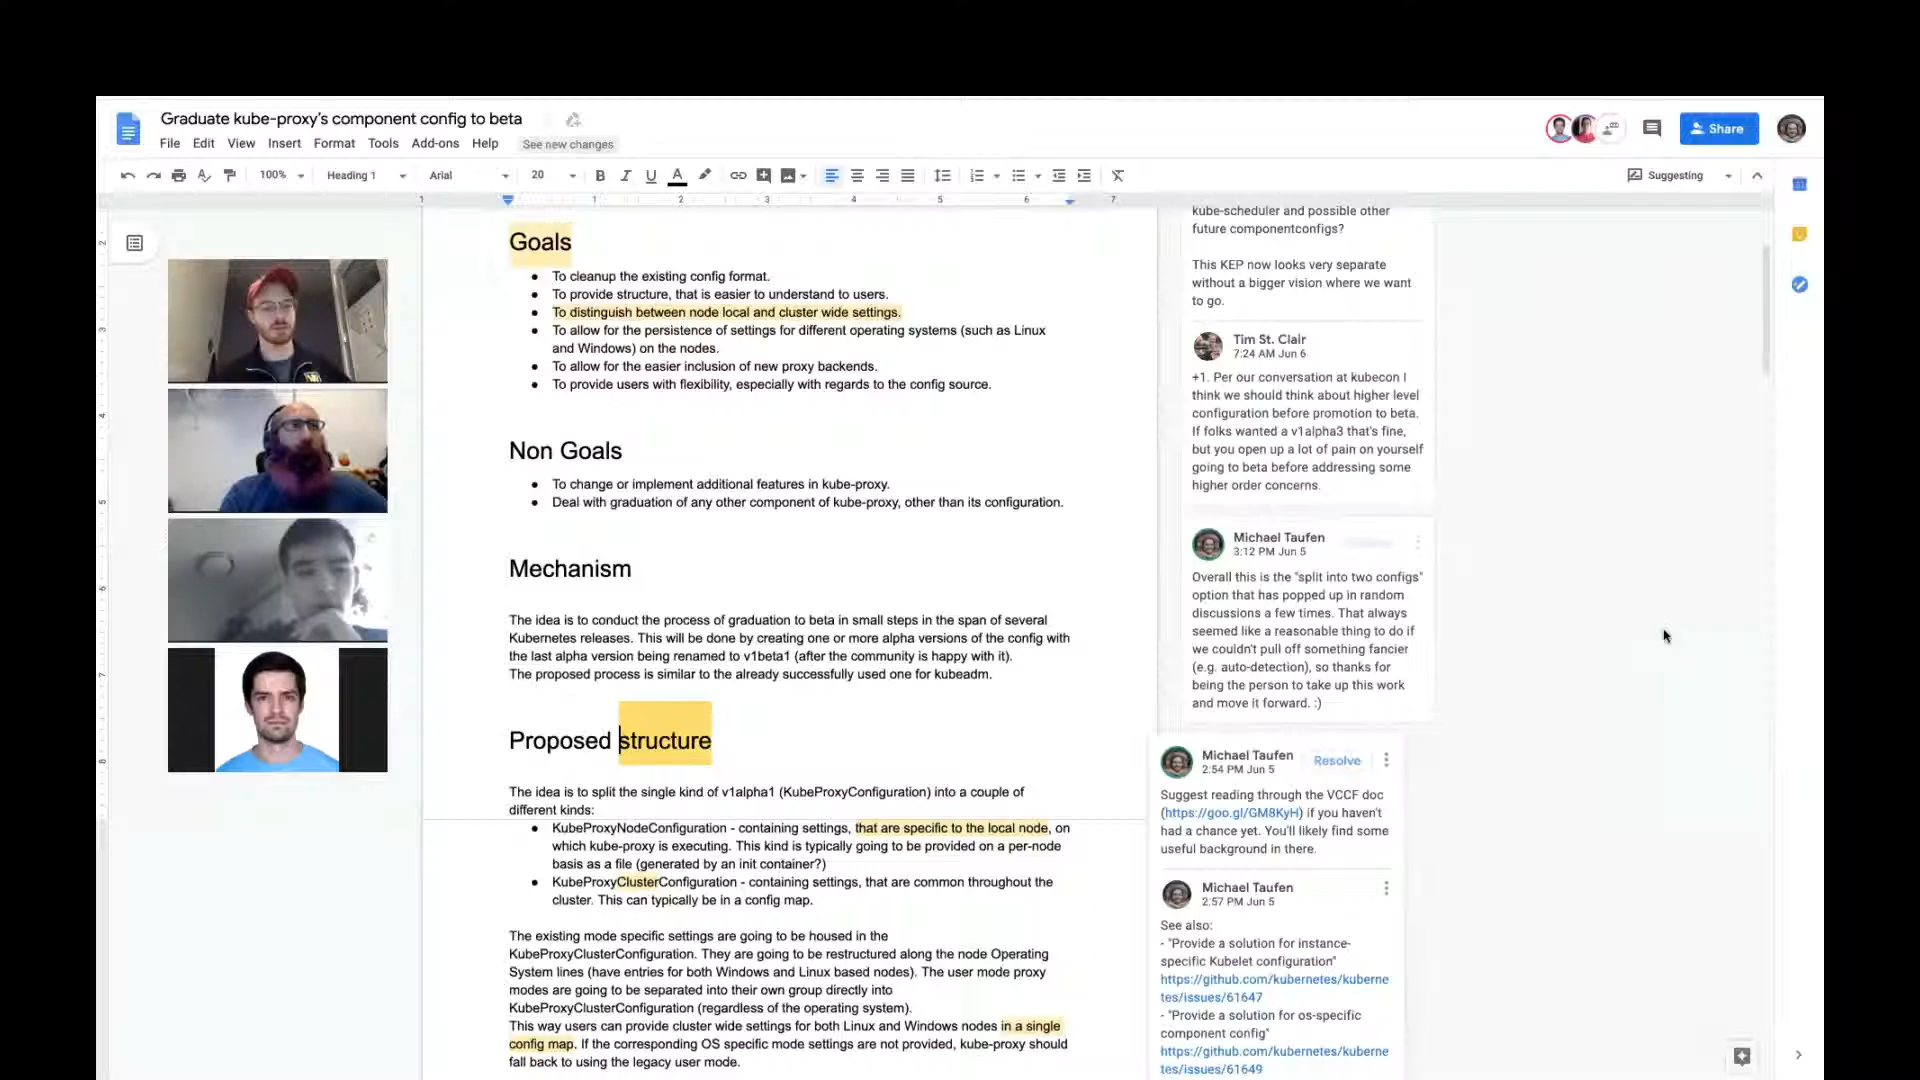 Graduate kube-proxy's component config to beta
File Edit View Insert Format Tools Add-ons Help See new changes
Share
100% Heading 1 Arial 20 Suggesting
1 1 2 3 4 5 6 7
Goals
● To cleanup the existing config format.
● To provide structure, that is easier to understand to users.
● To distinguish between node local and cluster wide settings.
● To allow for the persistence of settings for different operating systems (such as Linux
and Windows) on the nodes.
● To allow for the easier inclusion of new proxy backends.
● To provide users with flexibility, especially with regards to the config source.
Non Goals
● To change or implement additional features in kube-proxy.
● Deal with graduation of any other component of kube-proxy, other than its configuration.
Mechanism
The idea is to conduct the process of graduation to beta in small steps in the span of several
Kubernetes releases. This will be done by creating one or more alpha versions of the config with
the last alpha version being renamed to v1beta1 (after the community is happy with it).
The proposed process is similar to the already successfully used one for kubeadm.
Proposed structure
The idea is to split the single kind of v1alpha1 (KubeProxyConfiguration) into a couple of
different kinds:
● KubeProxyNodeConfiguration - containing settings, that are specific to the local node, on
which kube-proxy is executing. This kind is typically going to be provided on a per-node
basis as a file (generated by an init container?)
● KubeProxyClusterConfiguration - containing settings, that are common throughout the
cluster. This can typically be in a config map.
The existing mode specific settings are going to be housed in the
KubeProxyClusterConfiguration. They are going to be restructured along the node Operating
System lines (have entries for both Windows and Linux based nodes). The user mode proxy
modes are going to be separated into their own group directly into
KubeProxyClusterConfiguration (regardless of the operating system).
This way users can provide cluster wide settings for both Linux and Windows nodes in a single
config map. If the corresponding OS specific mode settings are not provided, kube-proxy should
fall back to using the legacy user mode.
kube-scheduler and possible other
future componentconfigs?
This KEP now looks very separate
without a bigger vision where we want
to go.
Tim St. Clair
7:24 AM Jun 6
+1. Per our conversation at kubecon I
think we should think about higher level
configuration before promotion to beta.
If folks wanted a v1alpha3 that's fine,
but you open up a lot of pain on yourself
going to beta before addressing some
higher order concerns.
Michael Taufen
3:12 PM Jun 5
Overall this is the "split into two configs"
option that has popped up in random
discussions a few times. That always
seemed like a reasonable thing to do if
we couldn't pull off something fancier
(e.g. auto-detection), so thanks for
being the person to take up this work
and move it forward. :)
Michael Taufen Resolve
2:54 PM Jun 5
Suggest reading through the VCCF doc
(https://goo.gl/GM8KyH) if you haven't
had a chance yet. You'll likely find some
useful background in there.
Michael Taufen
2:57 PM Jun 5
See also:
- "Provide a solution for instance-
specific Kubelet configuration"
https://github.com/kubernetes/kuberne
tes/issues/61647
- "Provide a solution for os-specific
component config"
https://github.com/kubernetes/kuberne
tes/issues/61649